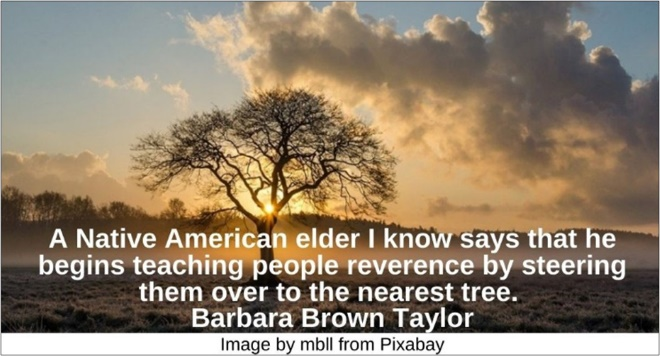 A Native American elder I know says that he
begins teaching people reverence by steering
them over to the nearest tree.
Barbara Brown Taylor
Image by mbll from Pixabay